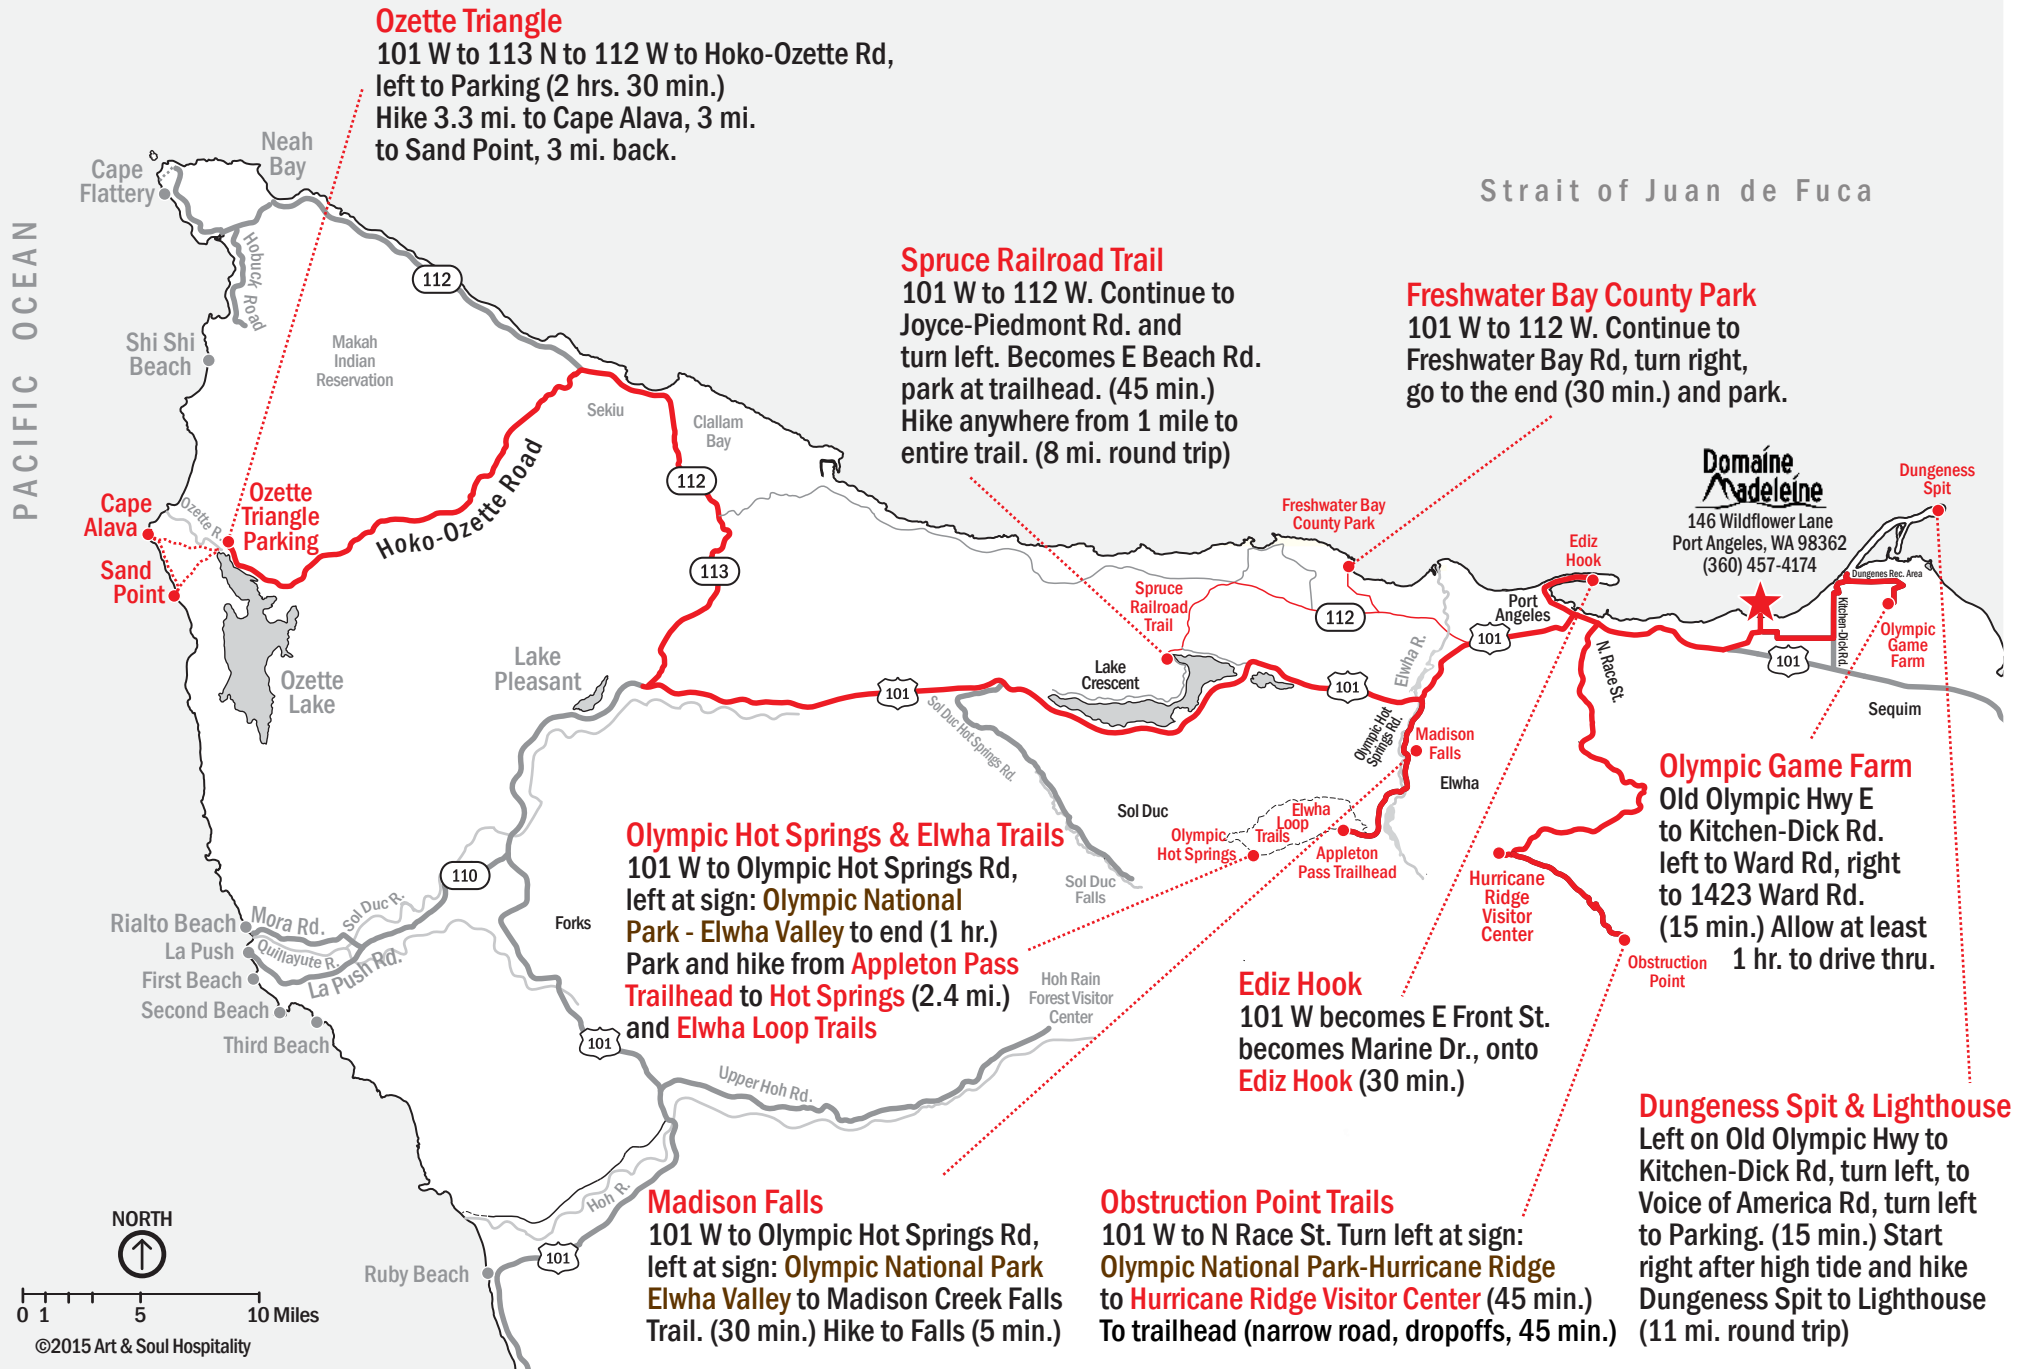 Ozette Triangle
101 W to 113 N to 112 W to Hoko-Ozette Rd,
left to Parking (2 hrs. 30 min.)
Hike 3.3 mi. to Cape Alava, 3 mi.
to Sand Point, 3 mi. back.
Neah
Bay
Cape
Flattery
Hobuck Road
112
Strait of Juan de Fuca
PACIFIC OCEAN
Shi Shi
Beach
Makah
Indian
Reservation
Sekiu
Clallam
Bay
Spruce Railroad Trail
101 W to 112 W. Continue to
Joyce-Piedmont Rd. and
turn left. Becomes E Beach Rd.
park at trailhead. (45 min.)
Hike anywhere from 1 mile to
entire trail. (8 mi. round trip)
Freshwater Bay County Park
101 W to 112 W. Continue to
Freshwater Bay Rd, turn right,
go to the end (30 min.) and park.
Domaine
Madeleine
146 Wildflower Lane
Port Angeles, WA 98362
(360) 457-4174
Dungeness
Spit
Cape
Alava
Sand
Point
Ozette R.
Ozette
Triangle
Parking
Hoko-Ozette Road
112
113
Freshwater Bay
County Park
Ediz
Hook
Dungenes Rec. Area
Kitchen-Dick Rd.
Olympic
Game
Farm
Spruce
Railroad
Trail
112
Port
Angeles
101
Elwha R.
N. Race St.
101
Sequim
Ozette
Lake
Lake
Pleasant
101
Lake
Crescent
101
Sol Duc Hot Springs Rd.
Olympic Hot
Springs Rd.
Madison
Falls
Elwha
Sol Duc
Elwha
Loop
Trails
Olympic
Hot Springs
Appleton
Pass Trailhead
Sol Duc
Falls
Hurricane
Ridge
Visitor
Center
Obstruction
Point
Olympic Game Farm
Old Olympic Hwy E
to Kitchen-Dick Rd.
left to Ward Rd, right
to 1423 Ward Rd.
(15 min.) Allow at least
1 hr. to drive thru.
Olympic Hot Springs & Elwha Trails
101 W to Olympic Hot Springs Rd,
left at sign: Olympic National
Park - Elwha Valley to end (1 hr.)
Park and hike from Appleton Pass
Trailhead to Hot Springs (2.4 mi.)
and Elwha Loop Trails
110
Rialto Beach
Mora Rd.
Sol Duc R.
La Push
Quillayute R.
La Push Rd.
First Beach
Second Beach
Third Beach
Forks
101
Hoh Rain
Forest Visitor
Center
Upper Hoh Rd.
Ediz Hook
101 W becomes E Front St.
becomes Marine Dr., onto
Ediz Hook (30 min.)
Dungeness Spit & Lighthouse
Left on Old Olympic Hwy to
Kitchen-Dick Rd, turn left, to
Voice of America Rd, turn left
to Parking. (15 min.) Start
right after high tide and hike
Dungeness Spit to Lighthouse
(11 mi. round trip)
Hoh R.
101
Ruby Beach
Madison Falls
101 W to Olympic Hot Springs Rd,
left at sign: Olympic National Park
Elwha Valley to Madison Creek Falls
Trail. (30 min.) Hike to Falls (5 min.)
Obstruction Point Trails
101 W to N Race St. Turn left at sign:
Olympic National Park-Hurricane Ridge
to Hurricane Ridge Visitor Center (45 min.)
To trailhead (narrow road, dropoffs, 45 min.)
NORTH
0 1 5 10 Miles
©2015 Art & Soul Hospitality